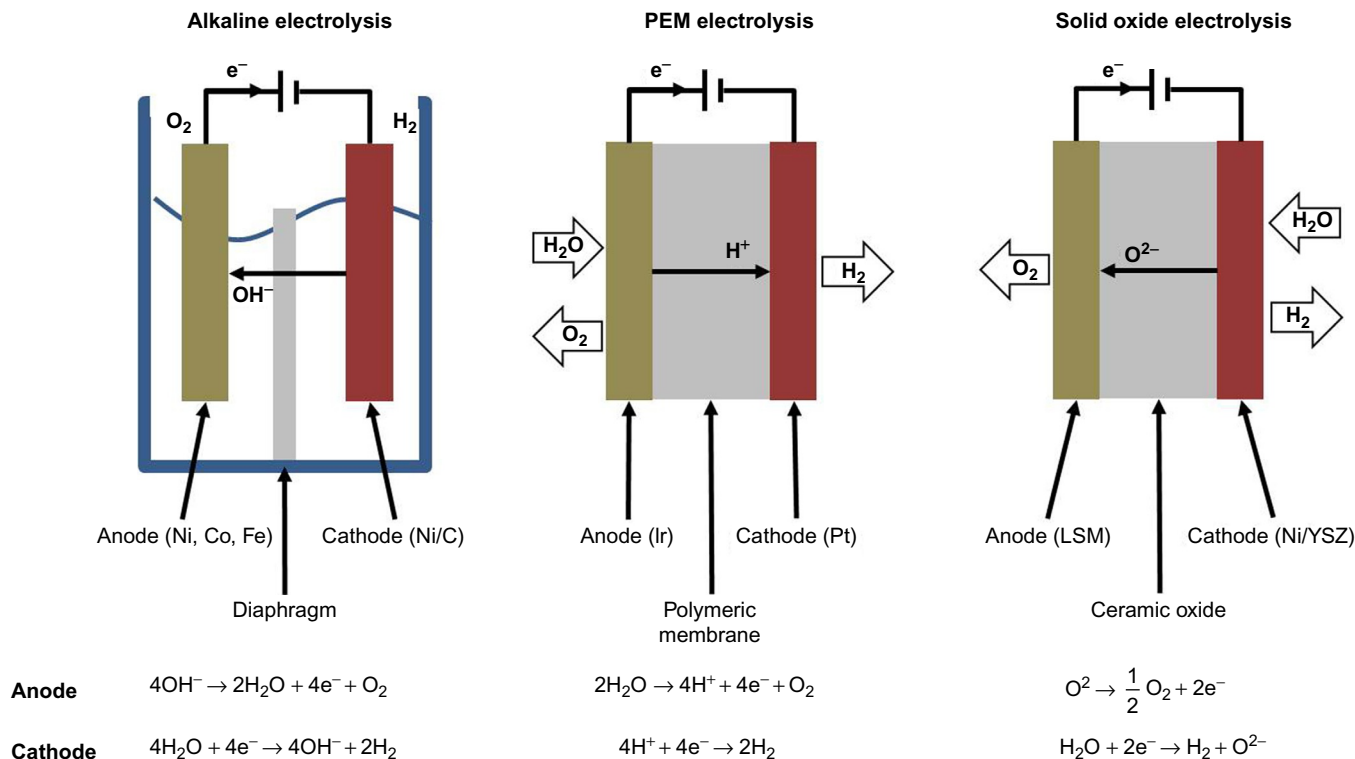 Alkaline electrolysis
PEM electrolysis
Solid oxide electrolysis
e⁻
e⁻
e⁻
O₂
H₂
OH⁻
H₂O
H⁺
H₂
O₂
H₂O
O²⁻
O₂
H₂
Anode (Ni, Co, Fe)
Cathode (Ni/C)
Anode (Ir)
Cathode (Pt)
Anode (LSM)
Cathode (Ni/YSZ)
Diaphragm
Polymeric
membrane
Ceramic oxide
Anode 4OH⁻ → 2H₂O + 4e⁻ + O₂ 2H₂O → 4H⁺ + 4e⁻ + O₂ O² → 1/2 O₂ + 2e⁻
Cathode 4H₂O + 4e⁻ → 4OH⁻ + 2H₂ 4H⁺ + 4e⁻ → 2H₂ H₂O + 2e⁻ → H₂ + O²⁻